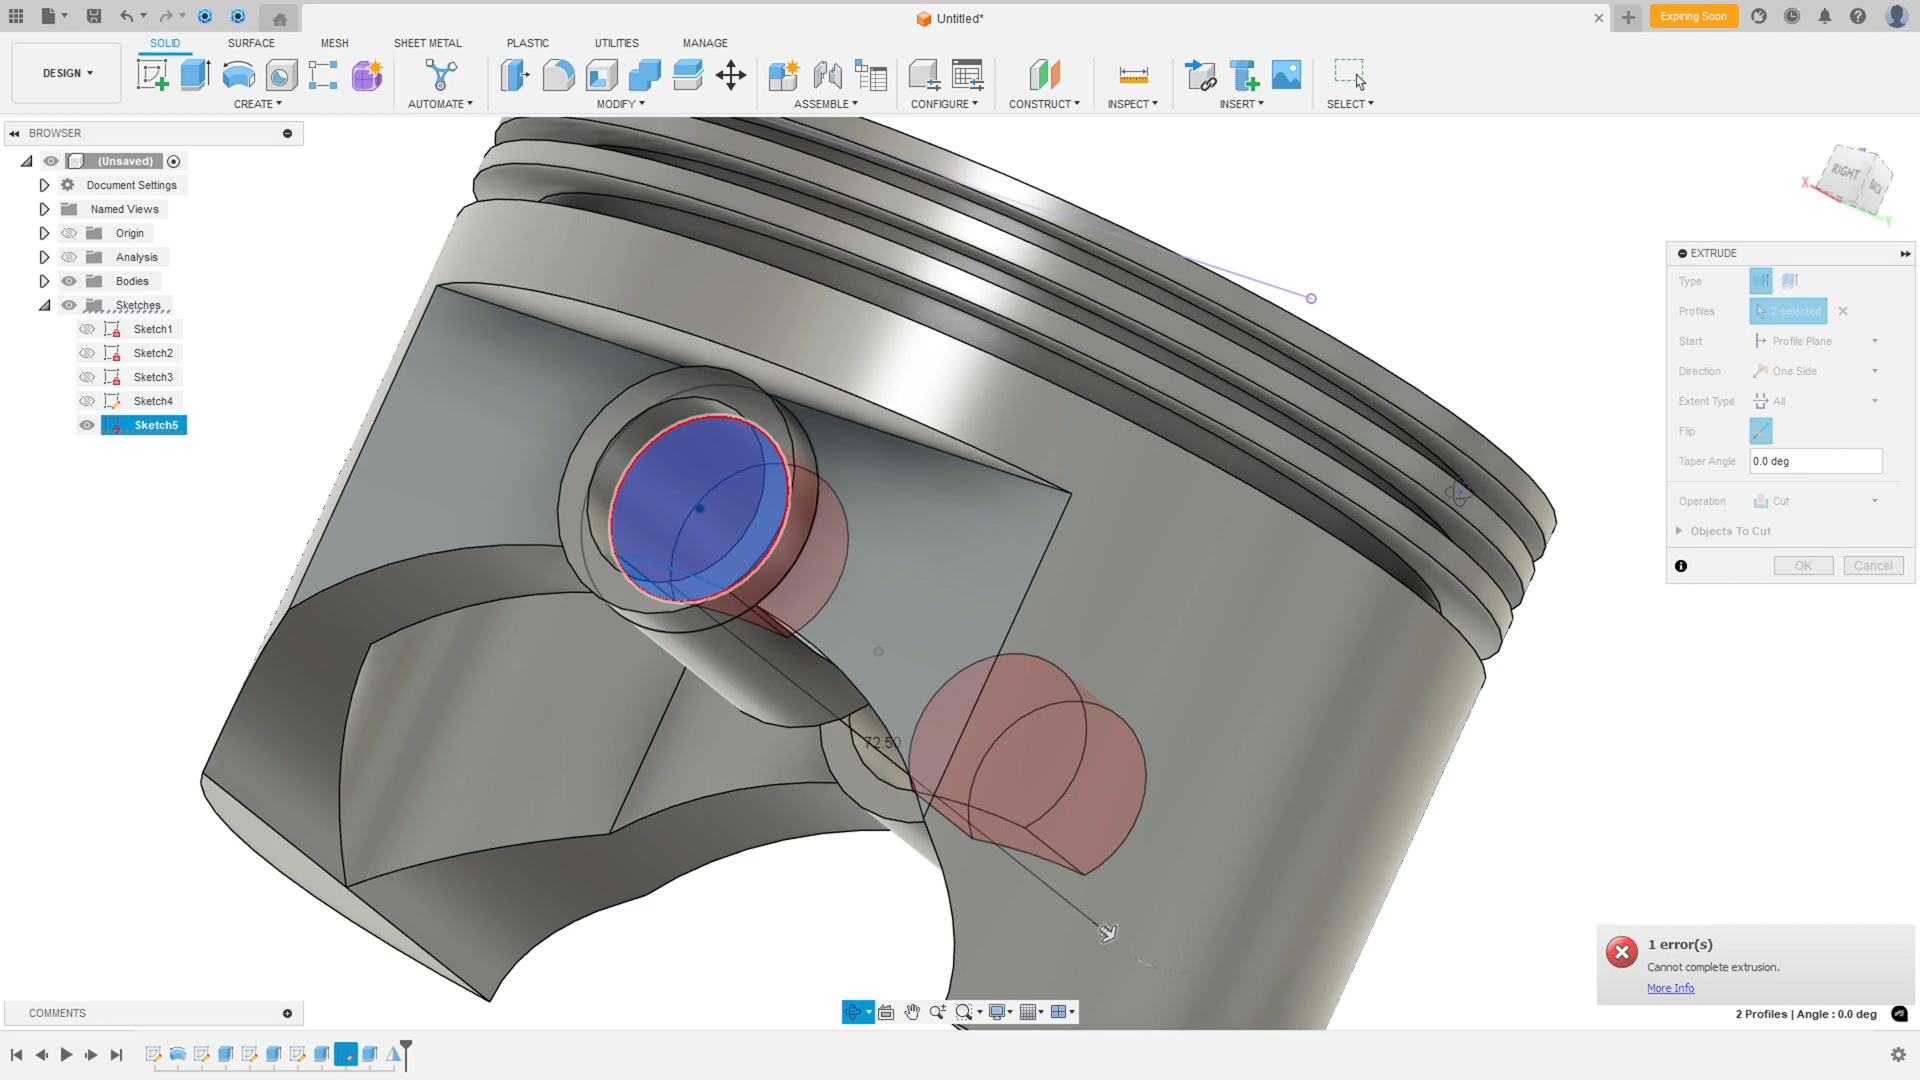 Untitled*
Expiring Soon
DESIGN
SOLID
SURFACE
MESH
SHEET METAL
PLASTIC
UTILITIES
MANAGE
CREATE
AUTOMATE
MODIFY
ASSEMBLE
CONFIGURE
CONSTRUCT
INSPECT
INSERT
SELECT
BROWSER
(Unsaved)
Document Settings
Named Views
Origin
Analysis
Bodies
Sketches
Sketch1
Sketch2
Sketch3
Sketch4
Sketch5
RIGHT
BACK
X
Y
72.50
EXTRUDE
Type
Profiles 2 selected
Start Profile Plane
Direction One Side
Extent Type All
Flip
Taper Angle 0.0 deg
Operation Cut
Objects To Cut
OK Cancel
1 error(s)
Cannot complete extrusion.
More Info
2 Profiles | Angle : 0.0 deg
COMMENTS